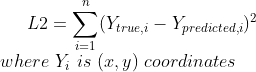 L2 = \sum_{i=1}^{n} (Y_{true,i} - Y_{predicted,i})^2
where Y_i is (x, y) coordinates